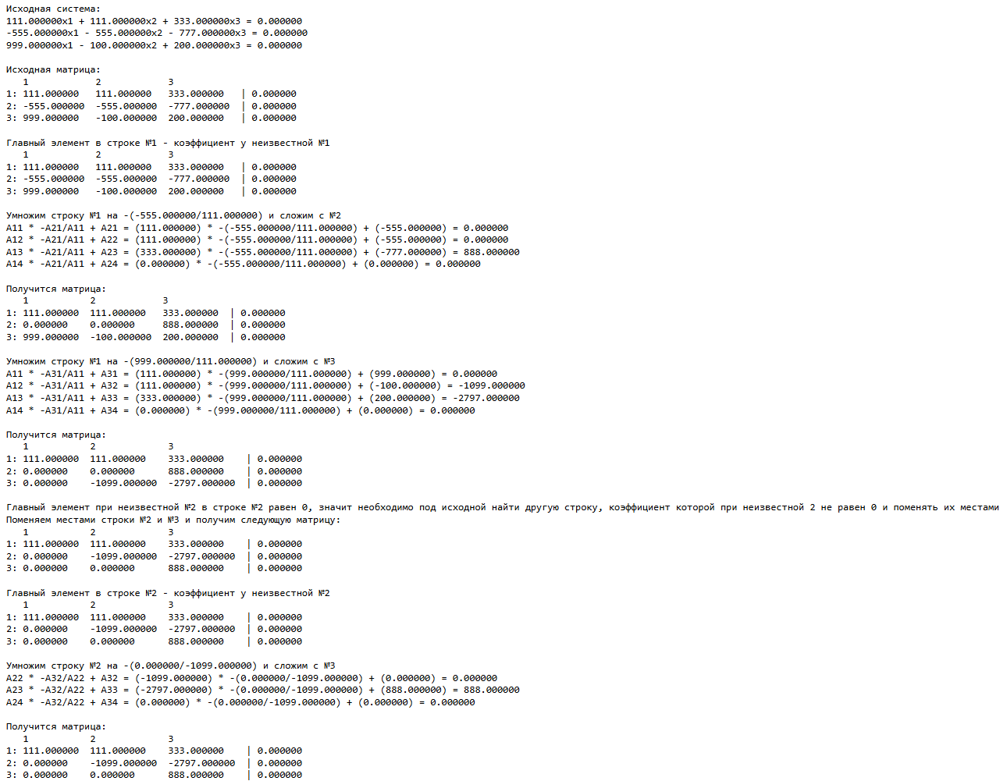 Исходная система:
111.000000x1 + 111.000000x2 + 333.000000x3 = 0.000000
-555.000000x1 - 555.000000x2 - 777.000000x3 = 0.000000
999.000000x1 - 100.000000x2 + 200.000000x3 = 0.000000
Исходная матрица:
1 2 3
1: 111.000000 111.000000 333.000000 | 0.000000
2: -555.000000 -555.000000 -777.000000 | 0.000000
3: 999.000000 -100.000000 200.000000 | 0.000000
Главный элемент в строке №1 - коэффициент у неизвестной №1
1 2 3
1: 111.000000 111.000000 333.000000 | 0.000000
2: -555.000000 -555.000000 -777.000000 | 0.000000
3: 999.000000 -100.000000 200.000000 | 0.000000
Умножим строку №1 на -(-555.000000/111.000000) и сложим с №2
A11 * -A21/A11 + A21 = (111.000000) * -(-555.000000/111.000000) + (-555.000000) = 0.000000
A12 * -A21/A11 + A22 = (111.000000) * -(-555.000000/111.000000) + (-555.000000) = 0.000000
A13 * -A21/A11 + A23 = (333.000000) * -(-555.000000/111.000000) + (-777.000000) = 888.000000
A14 * -A21/A11 + A24 = (0.000000) * -(-555.000000/111.000000) + (0.000000) = 0.000000
Получится матрица:
1 2 3
1: 111.000000 111.000000 333.000000 | 0.000000
2: 0.000000 0.000000 888.000000 | 0.000000
3: 999.000000 -100.000000 200.000000 | 0.000000
Умножим строку №1 на -(999.000000/111.000000) и сложим с №3
A11 * -A31/A11 + A31 = (111.000000) * -(999.000000/111.000000) + (999.000000) = 0.000000
A12 * -A31/A11 + A32 = (111.000000) * -(999.000000/111.000000) + (-100.000000) = -1099.000000
A13 * -A31/A11 + A33 = (333.000000) * -(999.000000/111.000000) + (200.000000) = -2797.000000
A14 * -A31/A11 + A34 = (0.000000) * -(999.000000/111.000000) + (0.000000) = 0.000000
Получится матрица:
1 2 3
1: 111.000000 111.000000 333.000000 | 0.000000
2: 0.000000 0.000000 888.000000 | 0.000000
3: 0.000000 -1099.000000 -2797.000000 | 0.000000
Главный элемент при неизвестной №2 в строке №2 равен 0, значит необходимо под исходной найти другую строку, коэффициент которой при неизвестной 2 не равен 0 и поменять их местами
Поменяем местами строки №2 и №3 и получим следующую матрицу:
1 2 3
1: 111.000000 111.000000 333.000000 | 0.000000
2: 0.000000 -1099.000000 -2797.000000 | 0.000000
3: 0.000000 0.000000 888.000000 | 0.000000
Главный элемент в строке №2 - коэффициент у неизвестной №2
1 2 3
1: 111.000000 111.000000 333.000000 | 0.000000
2: 0.000000 -1099.000000 -2797.000000 | 0.000000
3: 0.000000 0.000000 888.000000 | 0.000000
Умножим строку №2 на -(0.000000/-1099.000000) и сложим с №3
A22 * -A32/A22 + A32 = (-1099.000000) * -(0.000000/-1099.000000) + (0.000000) = 0.000000
A23 * -A32/A22 + A33 = (-2797.000000) * -(0.000000/-1099.000000) + (888.000000) = 888.000000
A24 * -A32/A22 + A34 = (0.000000) * -(0.000000/-1099.000000) + (0.000000) = 0.000000
Получится матрица:
1 2 3
1: 111.000000 111.000000 333.000000 | 0.000000
2: 0.000000 -1099.000000 -2797.000000 | 0.000000
3: 0.000000 0.000000 888.000000 | 0.000000